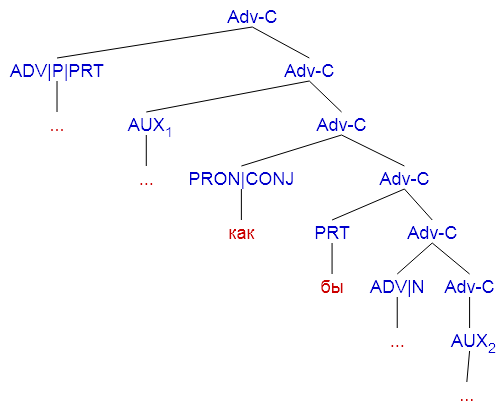 Adv-C
ADV|P|PRT Adv-C
... AUX₁ Adv-C
... PRON|CONJ Adv-C
как PRT Adv-C
бы ADV|N Adv-C
... AUX₂
...